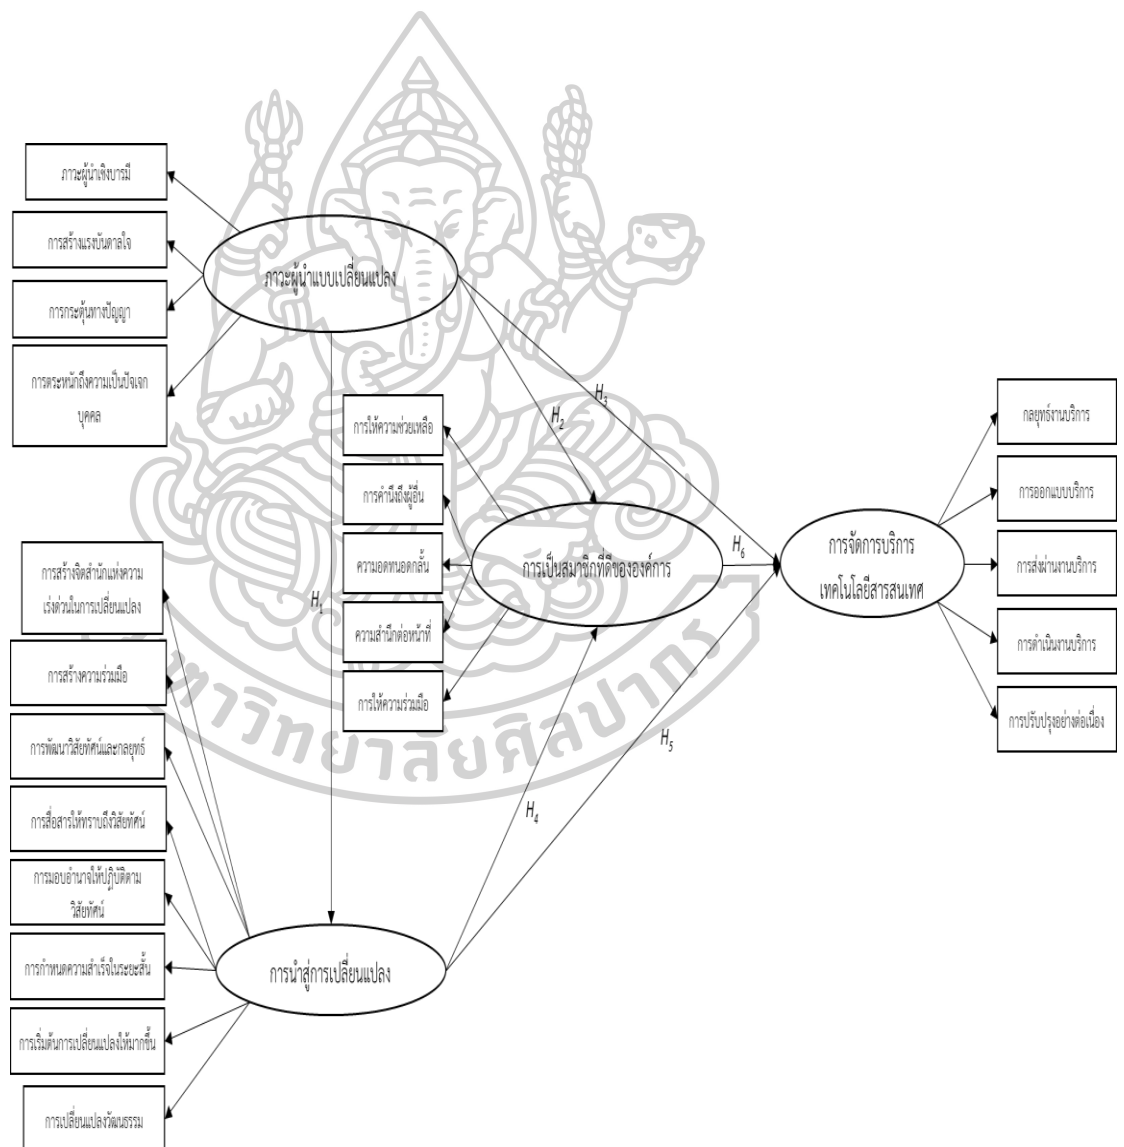 ภาวะผู้นำเชิงบารมี
การสร้างแรงบันดาลใจ
การกระตุ้นทางปัญญา
การตระหนักถึงความเป็นปัจเจก
บุคคล
ภาวะผู้นำแบบเปลี่ยนแปลง
H1
H2
H3
การให้ความช่วยเหลือ
การคำนึงถึงผู้อื่น
ความอดทนอดกลั้น
ความสำนึกต่อหน้าที่
การให้ความร่วมมือ
การเป็นสมาชิกที่ดีขององค์การ
H6
การจัดการบริการ
เทคโนโลยีสารสนเทศ
กลยุทธ์งานบริการ
การออกแบบบริการ
การส่งผ่านงานบริการ
การดำเนินงานบริการ
การปรับปรุงอย่างต่อเนื่อง
การสร้างจิตสำนักแห่งความ
เร่งด่วนในการเปลี่ยนแปลง
การสร้างความร่วมมือ
การพัฒนาวิสัยทัศน์และกลยุทธ์
การสื่อสารให้ทราบถึงวิสัยทัศน์
การมอบอำนาจให้ปฏิบัติตาม
วิสัยทัศน์
การกำหนดความสำเร็จในระยะสั้น
การเริ่มต้นการเปลี่ยนแปลงให้มากขึ้น
การเปลี่ยนแปลงวัฒนธรรม
การนำสู่การเปลี่ยนแปลง
H4
H5
ทาวิทยาลัยศิลปากร